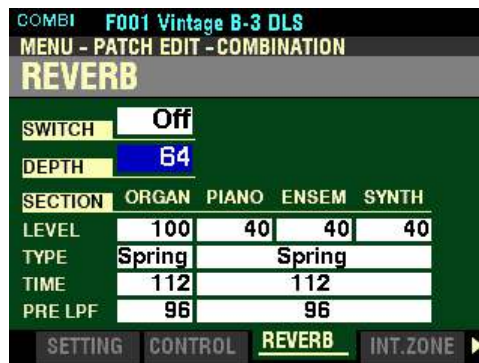 COMBI F001 Vintage B-3 DLS
MENU - PATCH EDIT - COMBINATION
REVERB
SWITCH Off
DEPTH 64
SECTION ORGAN PIANO ENSEM SYNTH
LEVEL 100 40 40 40
TYPE Spring Spring
TIME 112 112
PRE LPF 96 96
SETTING CONTROL REVERB INT.ZONE